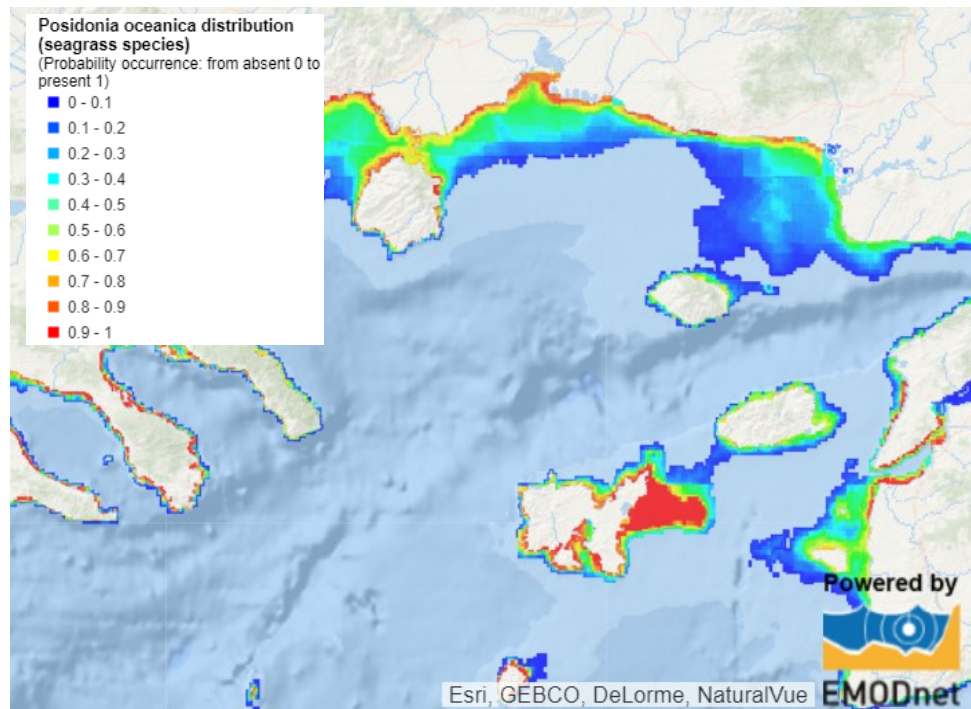 Posidonia oceanica distribution
(seagrass species)
(Probability occurrence: from absent 0 to
present 1)
0 - 0.1
0.1 - 0.2
0.2 - 0.3
0.3 - 0.4
0.4 - 0.5
0.5 - 0.6
0.6 - 0.7
0.7 - 0.8
0.8 - 0.9
0.9 - 1
Powered by
EMODnet
Esri, GEBCO, DeLorme, NaturalVue